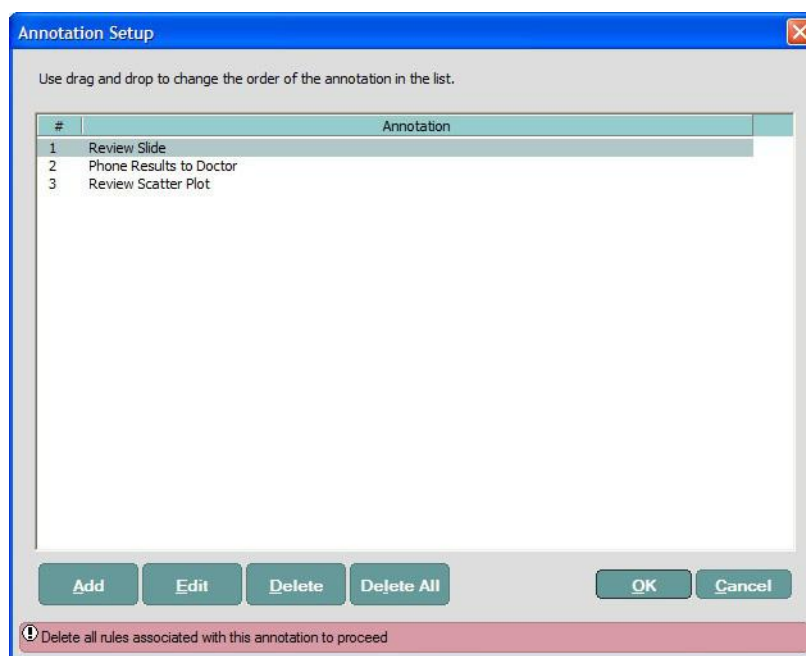 Annotation Setup
Use drag and drop to change the order of the annotation in the list.
# Annotation
1 Review Slide
2 Phone Results to Doctor
3 Review Scatter Plot
Add Edit Delete Delete All OK Cancel
Delete all rules associated with this annotation to proceed